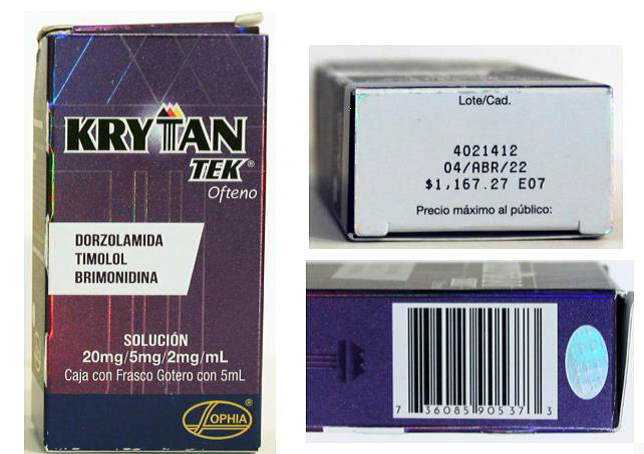 KRYTAN
TEK®
Ofteno
DORZOLAMIDA
TIMOLOL
BRIMONIDINA
SOLUCIÓN
20mg/5mg/2mg/mL
Caja con Frasco Gotero con 5mL
SOPHIA®
Lote/Cad.
4021412
04/ABR/22
$1,167.27 E07
Precio máximo al público:
7 36085 90537 3